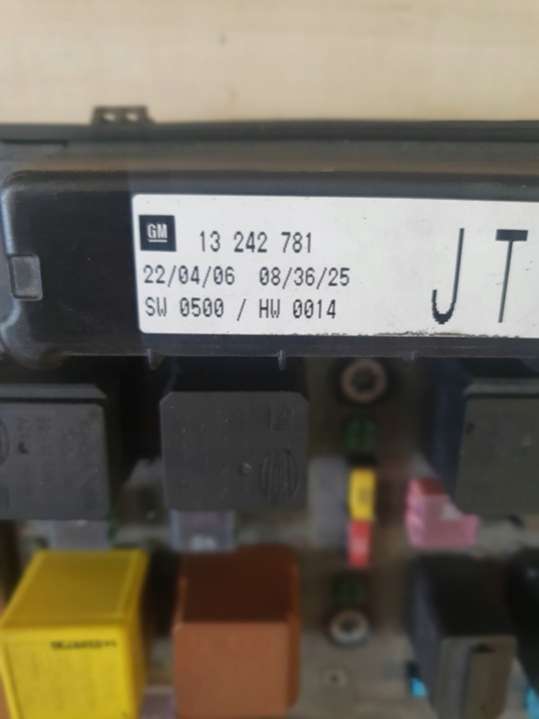 GM 13 242 781
22/04/06 08/36/25
SW 0500 / HW 0014
JT